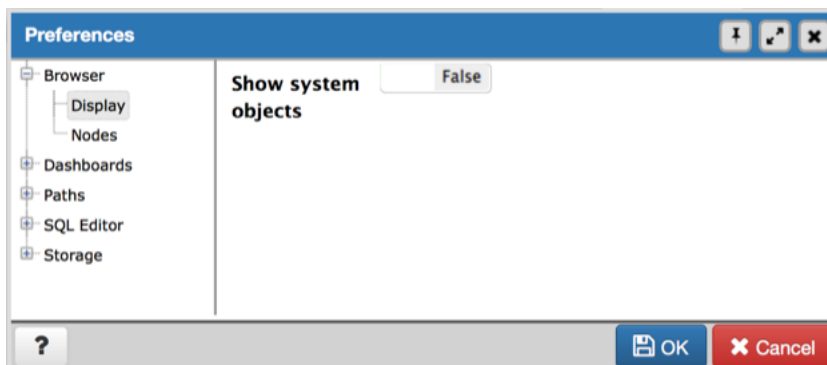 Preferences
Browser
Display
Nodes
Dashboards
Paths
SQL Editor
Storage
Show system
objects
False
?
OK
Cancel